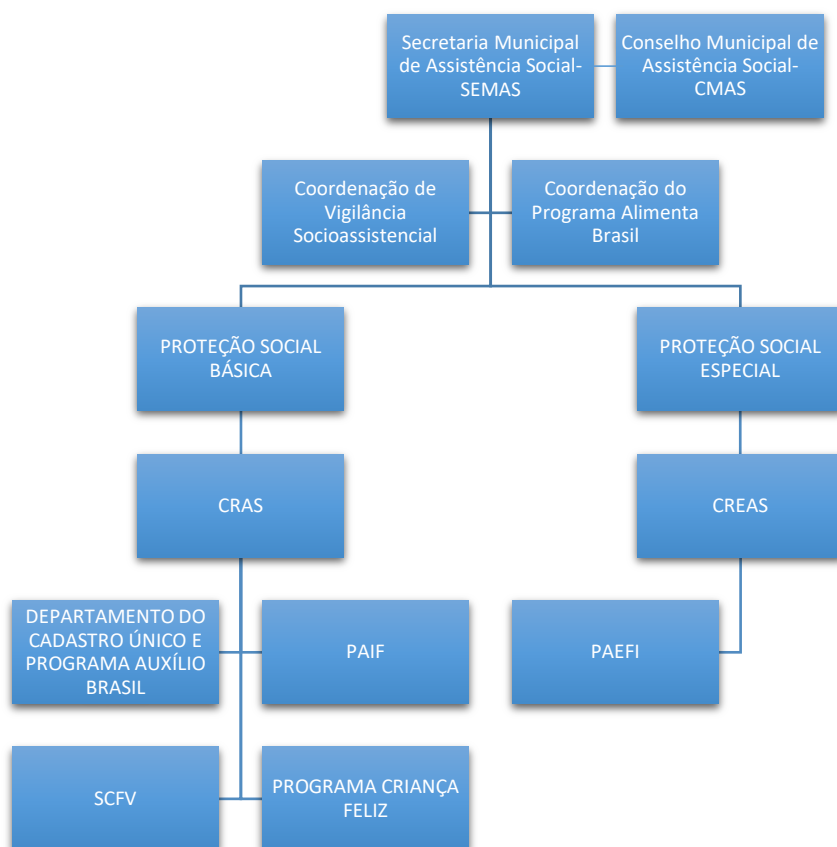 Secretaria Municipal
de Assistência Social-
SEMAS
Conselho Municipal de
Assistência Social-
CMAS
Coordenação de
Vigilância
Socioassistencial
Coordenação do
Programa Alimenta
Brasil
PROTEÇÃO SOCIAL
BÁSICA
PROTEÇÃO SOCIAL
ESPECIAL
CRAS
CREAS
DEPARTAMENTO DO
CADASTRO ÚNICO E
PROGRAMA AUXÍLIO
BRASIL
PAIF
PAEFI
SCFV
PROGRAMA CRIANÇA
FELIZ